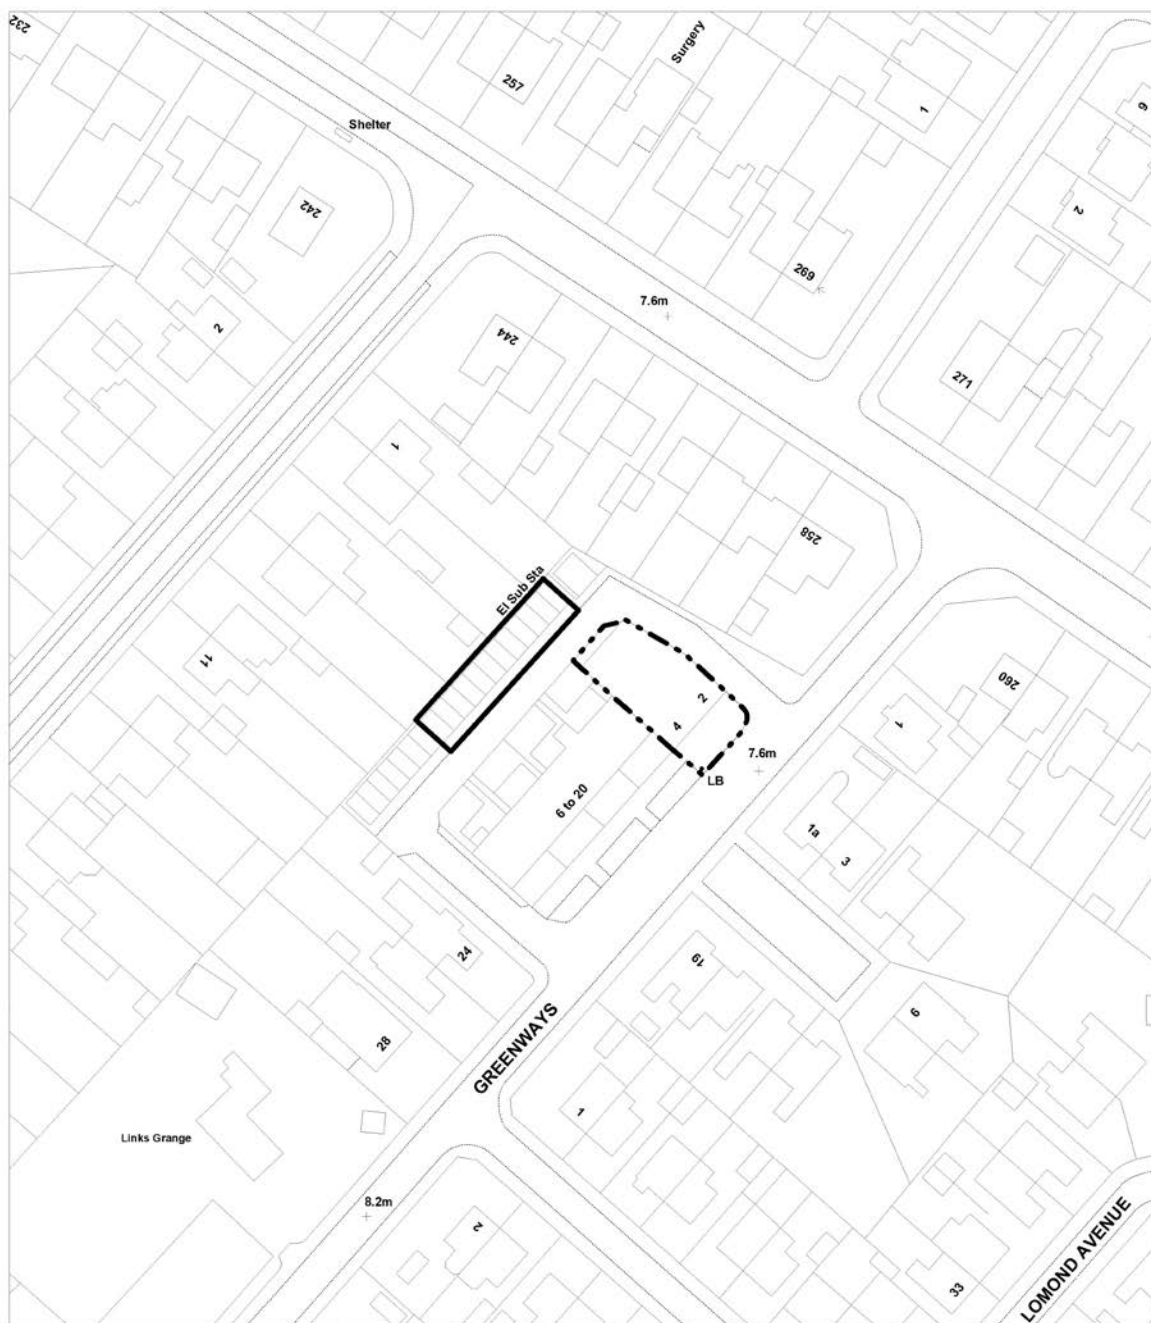 232
257
Surgery
1
9
Shelter
242
2
269
2
7.6m
244
271
1
258
El Sub Sta
11
2
4
260
1
7.6m
LB
6 to 20
1a
3
24
19
6
28
GREENWAYS
1
Links Grange
8.2m
2
33
LOMOND AVENUE